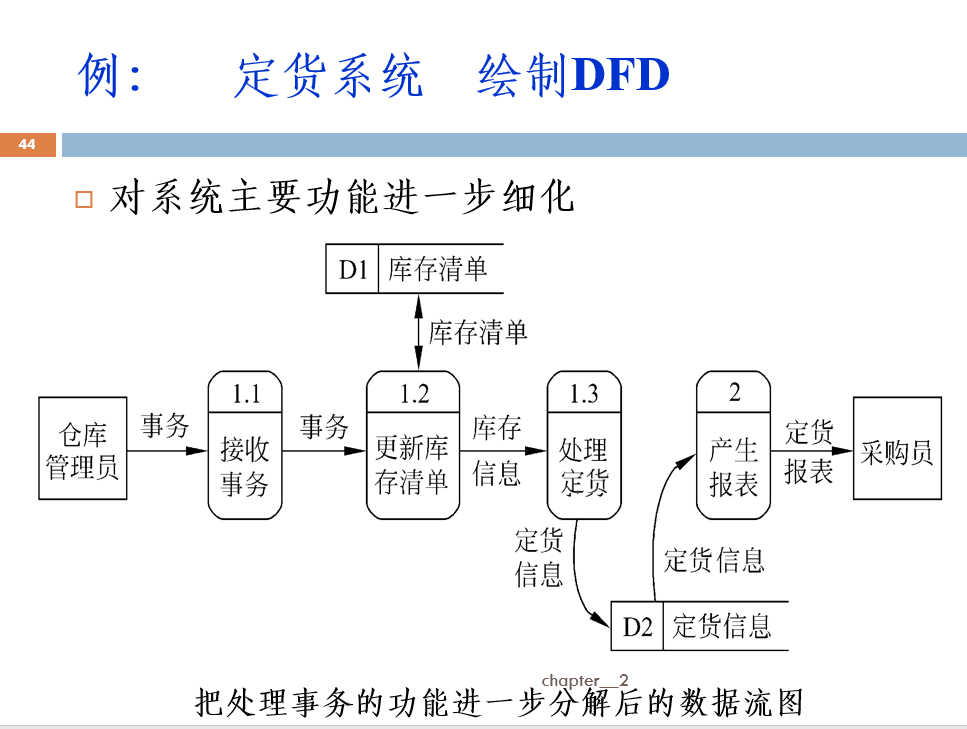 例： 定货系统 绘制DFD
44
对系统主要功能进一步细化
D1 库存清单
库存清单
仓库
管理员
事务
1.1
接收
事务
事务
1.2
更新库
存清单
库存
信息
1.3
处理
定货
定货
信息
D2 定货信息
定货信息
2
产生
报表
定货
报表
采购员
chapter__2
把处理事务的功能进一步分解后的数据流图